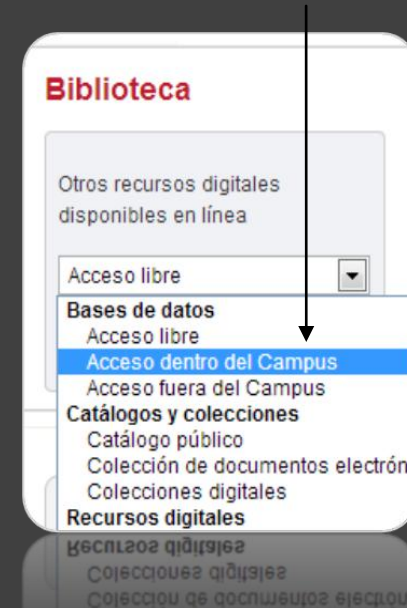 Biblioteca
Otros recursos digitales
disponibles en línea
Acceso libre
Bases de datos
Acceso libre
Acceso dentro del Campus
Acceso fuera del Campus
Catálogos y colecciones
Catálogo público
Colección de documentos electrón
Colecciones digitales
Recursos digitales